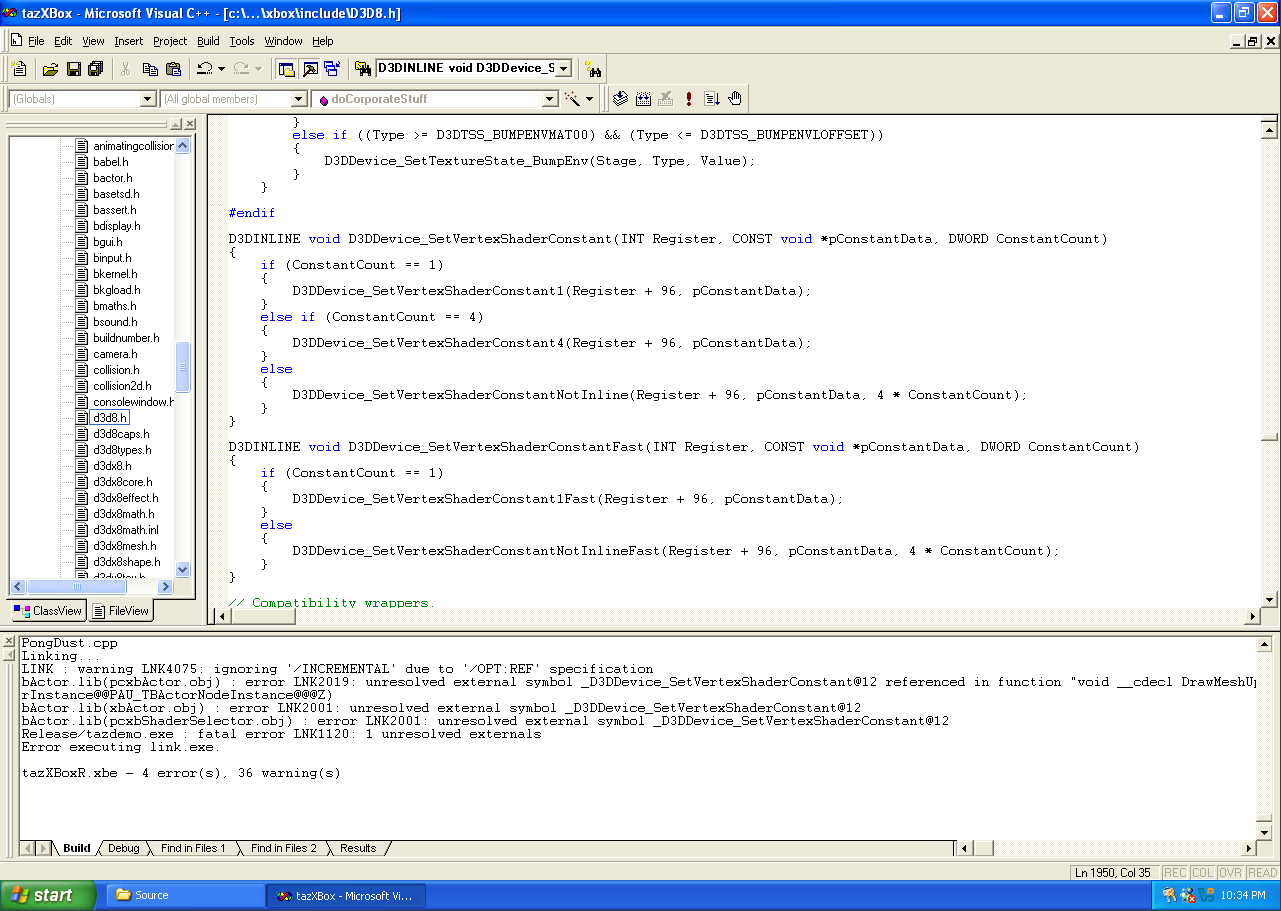 tazXBox - Microsoft Visual C++ - [c:\...\xbox\include\D3D8.h]
File Edit View Insert Project Build Tools Window Help
D3DINLINE void D3DDevice_S
(Globals) (All global members) doCorporateStuff
animatingcollision
babel.h
bactor.h
basetsd.h
bassert.h
bdisplay.h
bgui.h
binput.h
bkernel.h
bkgload.h
bmaths.h
bsound.h
buildnumber.h
camera.h
collision.h
collision2d.h
consolewindow.h
d3d8.h
d3d8caps.h
d3d8types.h
d3dx8.h
d3dx8core.h
d3dx8effect.h
d3dx8math.h
d3dx8math.inl
d3dx8mesh.h
d3dx8shape.h
d3dx8tex.h
ClassView FileView
}
else if ((Type >= D3DTSS_BUMPENVMAT00) && (Type <= D3DTSS_BUMPENVLOFFSET))
{
D3DDevice_SetTextureState_BumpEnv(Stage, Type, Value);
}
}
#endif
D3DINLINE void D3DDevice_SetVertexShaderConstant(INT Register, CONST void *pConstantData, DWORD ConstantCount)
{
if (ConstantCount == 1)
{
D3DDevice_SetVertexShaderConstant1(Register + 96, pConstantData);
}
else if (ConstantCount == 4)
{
D3DDevice_SetVertexShaderConstant4(Register + 96, pConstantData);
}
else
{
D3DDevice_SetVertexShaderConstantNotInline(Register + 96, pConstantData, 4 * ConstantCount);
}
}
D3DINLINE void D3DDevice_SetVertexShaderConstantFast(INT Register, CONST void *pConstantData, DWORD ConstantCount)
{
if (ConstantCount == 1)
{
D3DDevice_SetVertexShaderConstant1Fast(Register + 96, pConstantData);
}
else
{
D3DDevice_SetVertexShaderConstantNotInlineFast(Register + 96, pConstantData, 4 * ConstantCount);
}
}
// Compatibility wrappers.
PongDust.cpp
Linking...
LINK : warning LNK4075: ignoring '/INCREMENTAL' due to '/OPT:REF' specification
bActor.lib(pcxbActor.obj) : error LNK2019: unresolved external symbol _D3DDevice_SetVertexShaderConstant@12 referenced in function "void __cdecl DrawMeshUp
rInstance@@PAU_TBActorNodeInstance@@@Z)
bActor.lib(xbActor.obj) : error LNK2001: unresolved external symbol _D3DDevice_SetVertexShaderConstant@12
bActor.lib(pcxbShaderSelector.obj) : error LNK2001: unresolved external symbol _D3DDevice_SetVertexShaderConstant@12
Release/tazdemo.exe : fatal error LNK1120: 1 unresolved externals
Error executing link.exe.
tazXBoxR.xbe - 4 error(s), 36 warning(s)
Build Debug Find in Files 1 Find in Files 2 Results
Ln 1950, Col 35 REC COL OVR READ
start Source tazXBox - Microsoft Vi... 10:34 PM